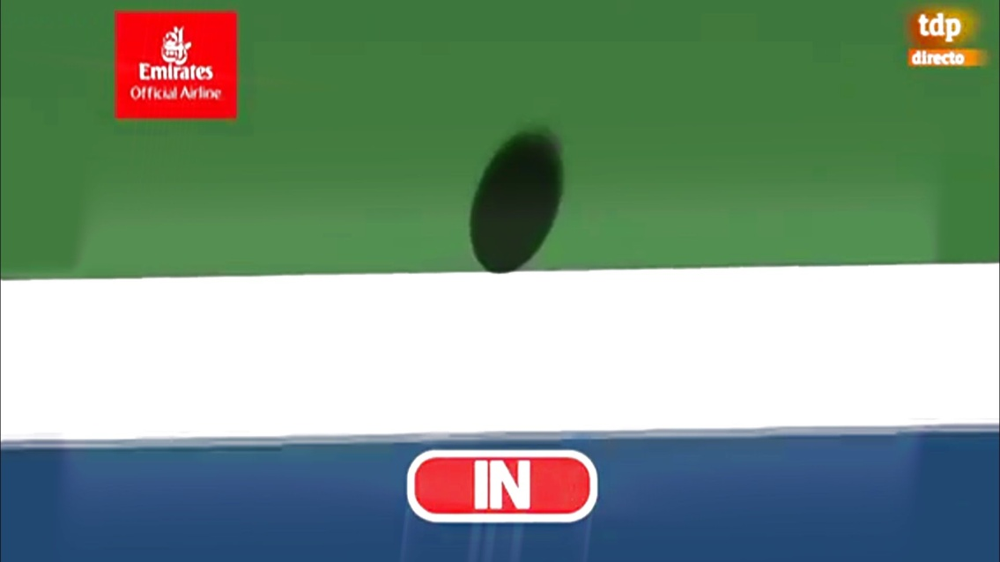 Emirates
Official Airline
tdp
directo
IN